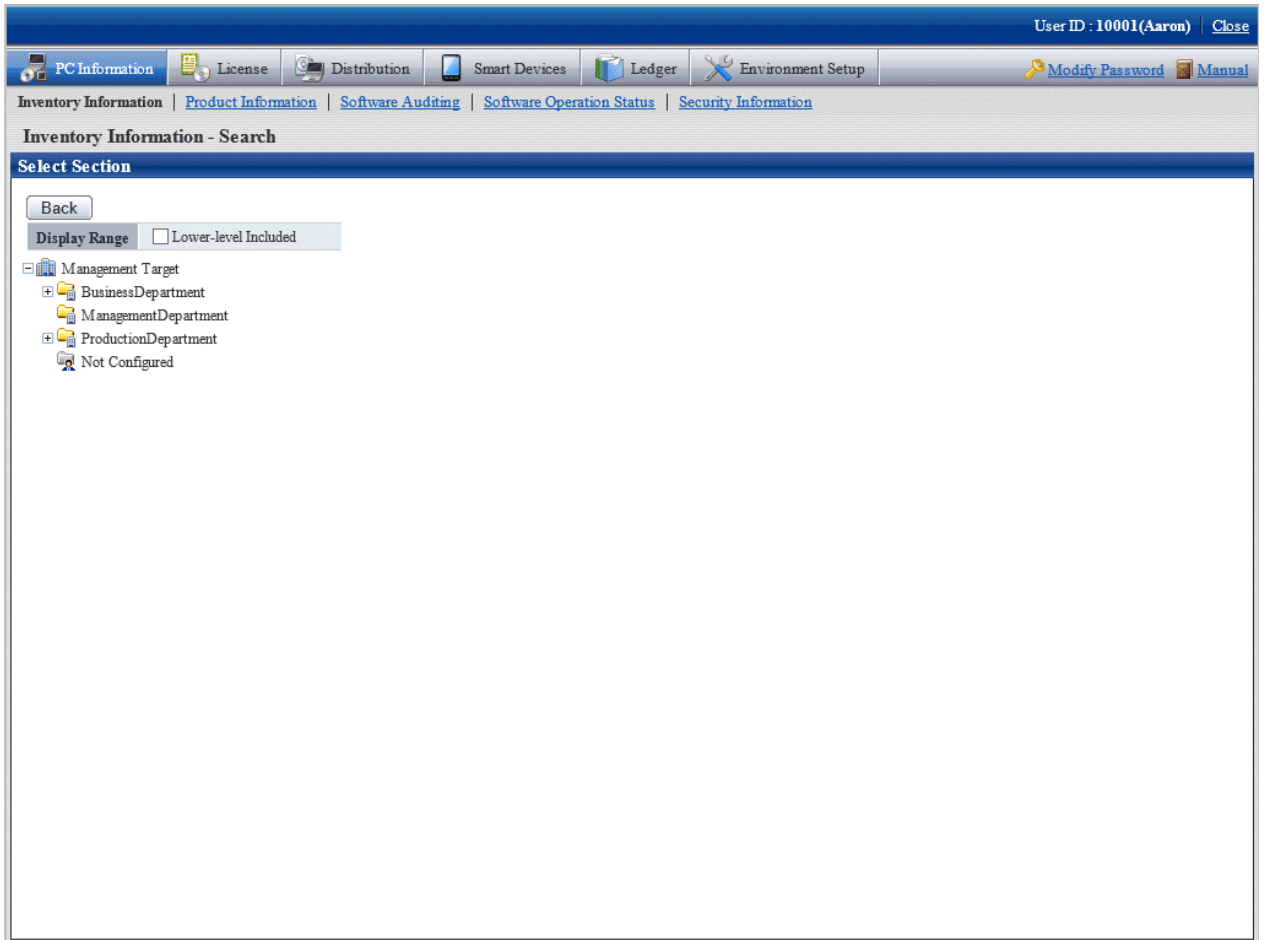 User ID : 10001(Aaron) Close
PC Information License Distribution Smart Devices Ledger Environment Setup Modify Password Manual
Inventory Information | Product Information | Software Auditing | Software Operation Status | Security Information
Inventory Information - Search
Select Section
Back
Display Range Lower-level Included
Management Target
BusinessDepartment
ManagementDepartment
ProductionDepartment
Not Configured